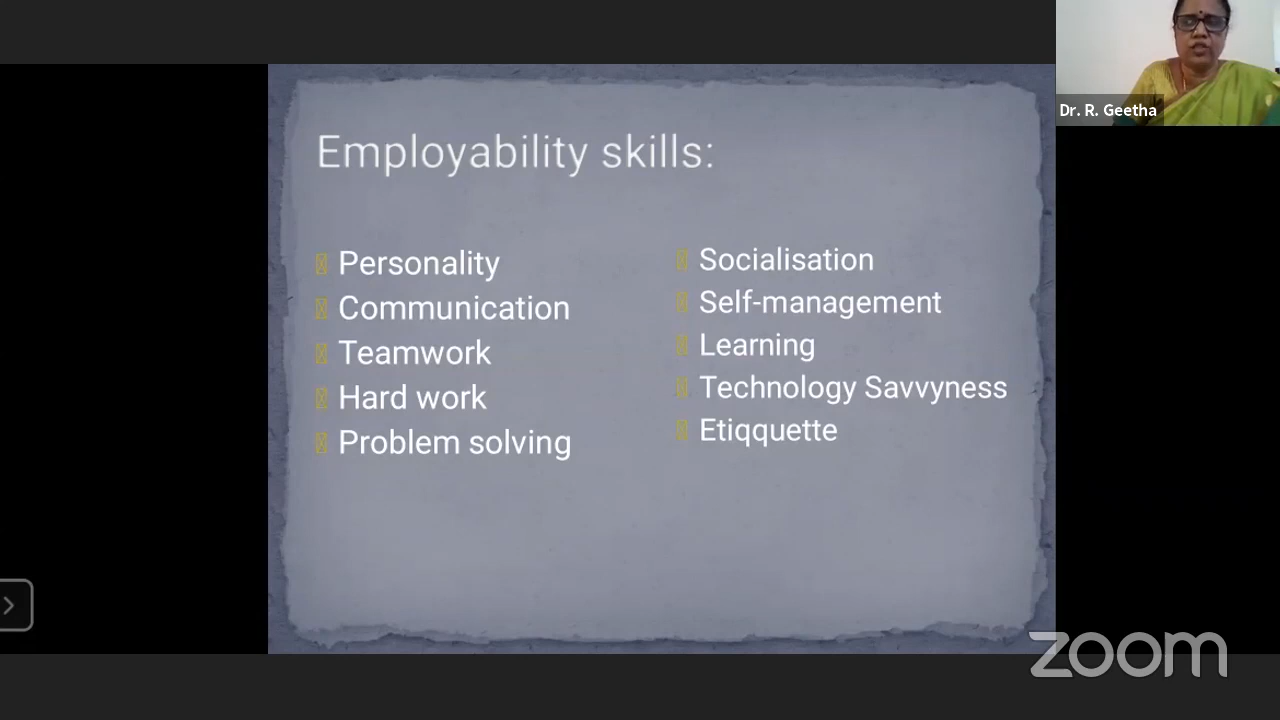 Dr. R. Geetha
Employability skills:
Personality
Communication
Teamwork
Hard work
Problem solving
Socialisation
Self-management
Learning
Technology Savvyness
Etiqquette
zoom